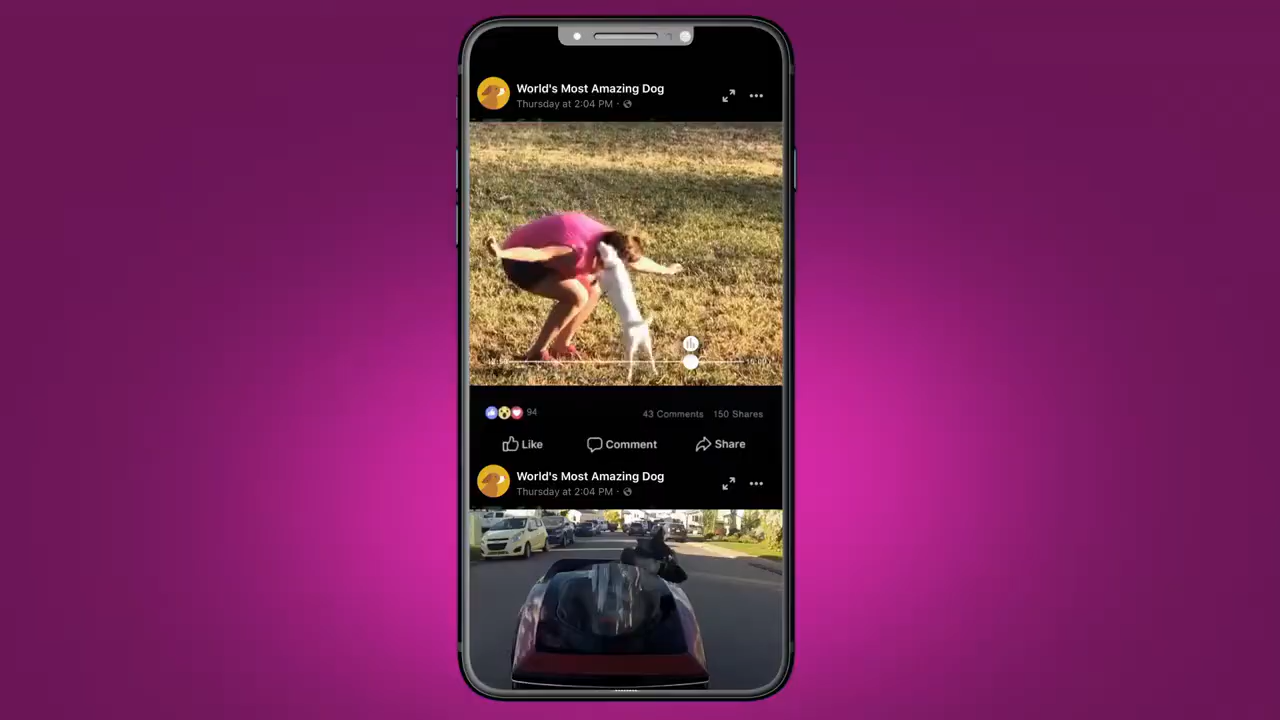 World's Most Amazing Dog
Thursday at 2:04 PM ·
94
43 Comments 150 Shares
Like Comment Share
World's Most Amazing Dog
Thursday at 2:04 PM ·